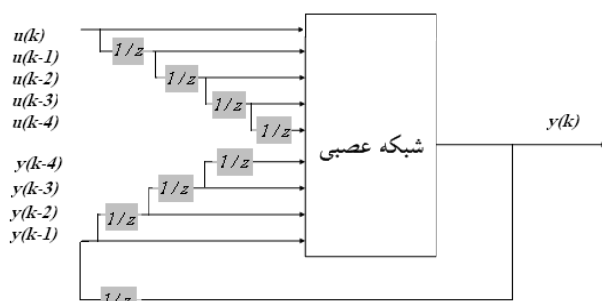 u(k)
1/z
u(k-1)
1/z
u(k-2)
1/z
u(k-3)
1/z
u(k-4)
شبکه عصبی
y(k)
y(k-4)
1/z
y(k-3)
1/z
y(k-2)
1/z
y(k-1)
1/z